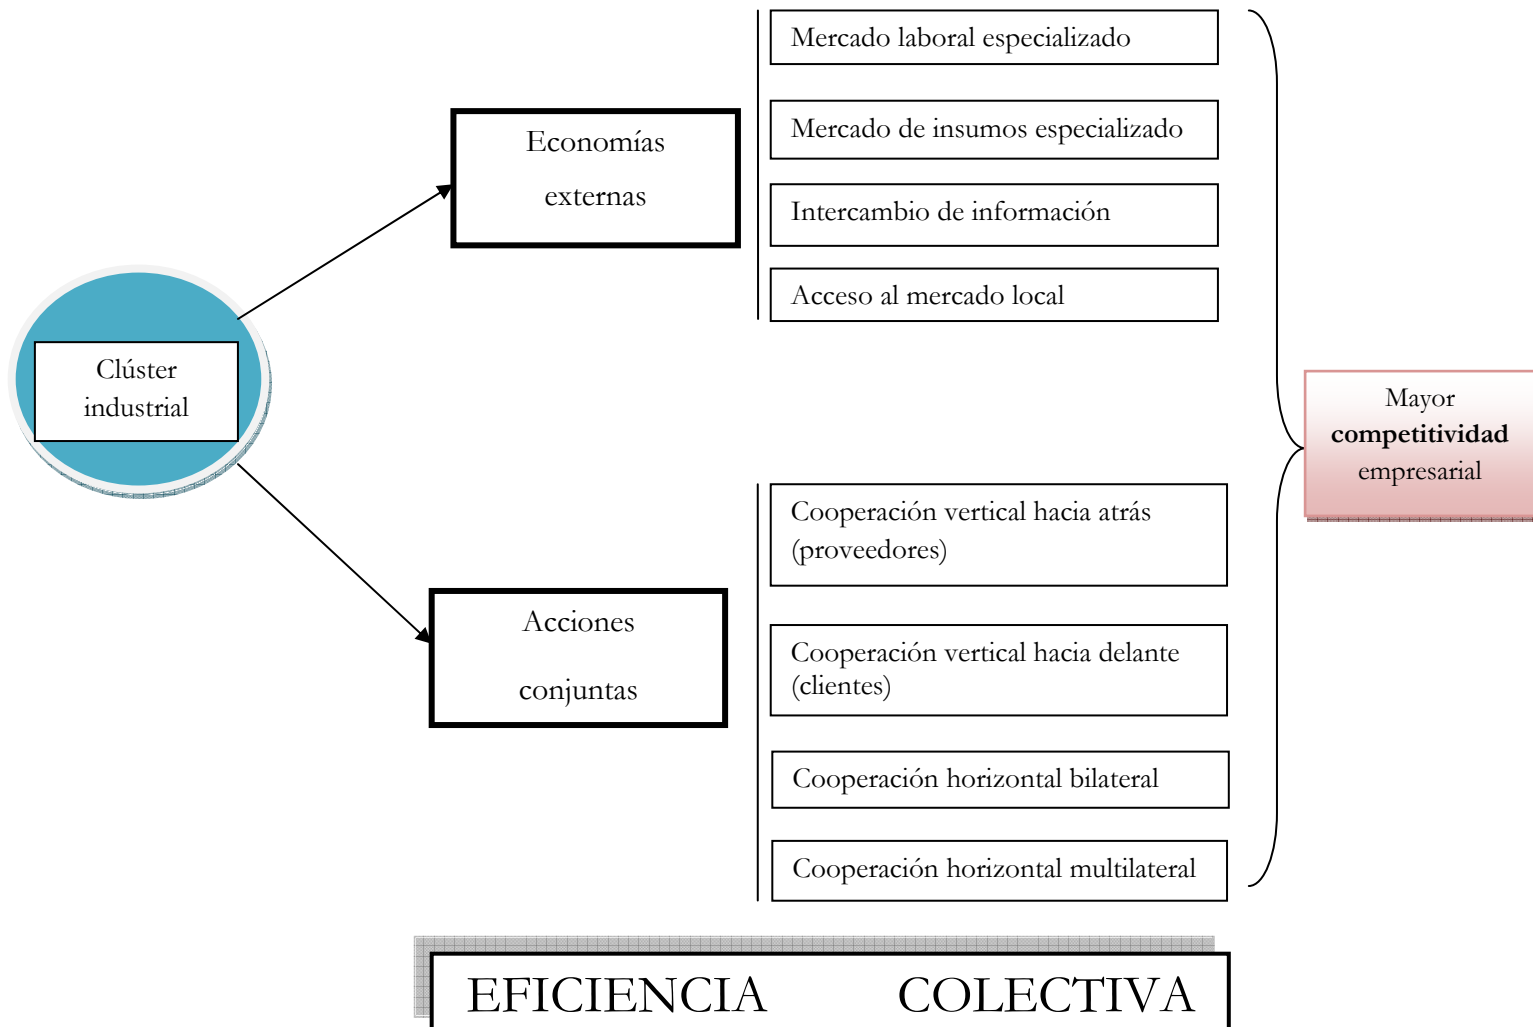 Clúster
industrial
Economías
externas
Mercado laboral especializado
Mercado de insumos especializado
Intercambio de información
Acceso al mercado local
Acciones
conjuntas
Cooperación vertical hacia atrás
(proveedores)
Cooperación vertical hacia delante
(clientes)
Cooperación horizontal bilateral
Cooperación horizontal multilateral
Mayor
competitividad
empresarial
EFICIENCIA COLECTIVA